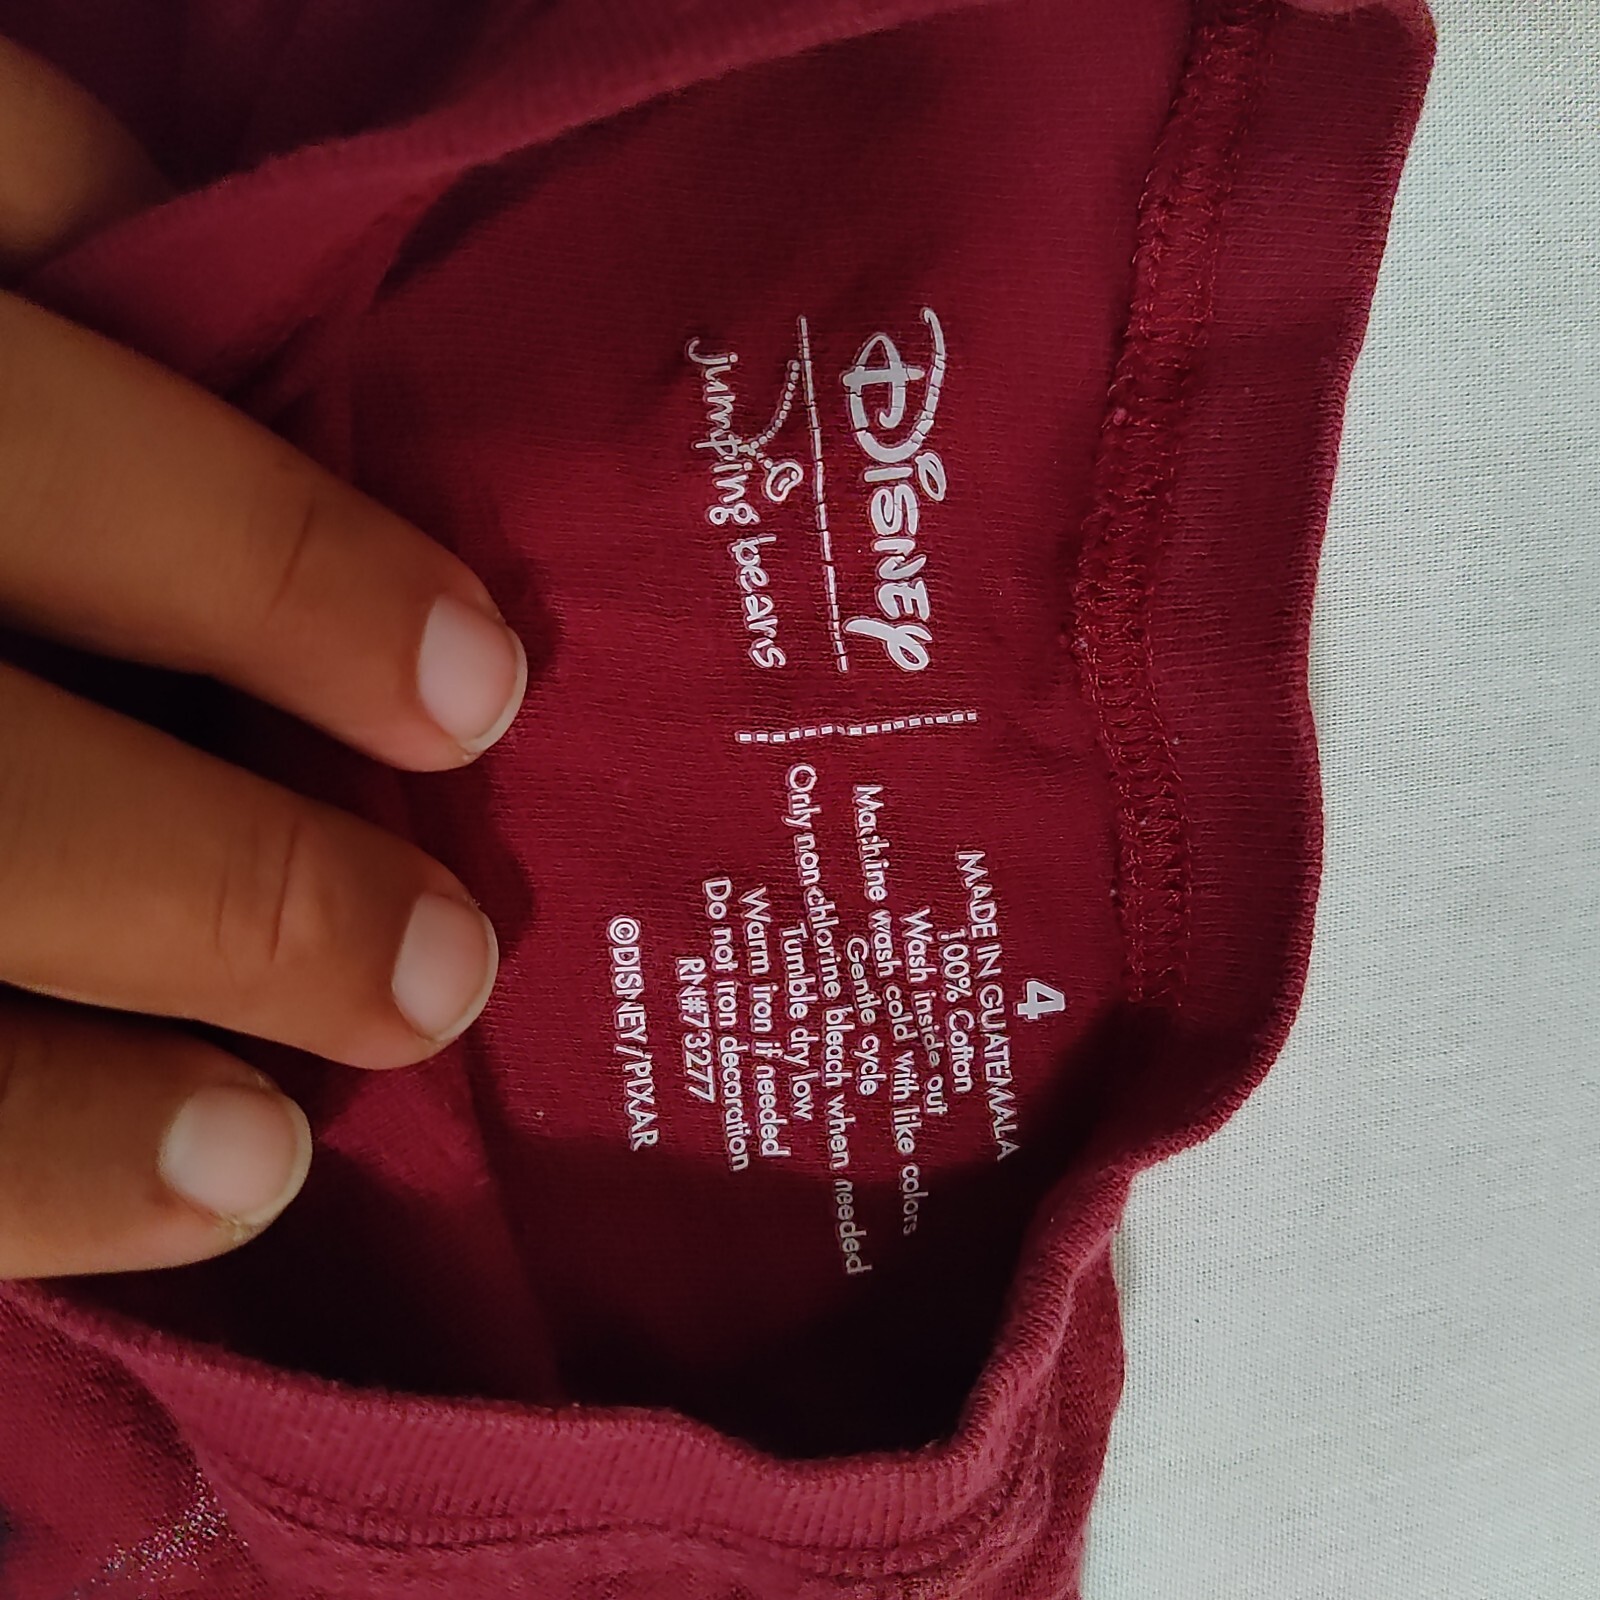 Disney
jumping beans
4
MADE IN GUATEMALA
100% Cotton
Wash inside out
Machine wash cold with like colors
Gentle cycle
Only non-chlorine bleach when needed
Tumble dry low
Warm iron if needed
Do not iron decoration
RN#73277
©DISNEY/PIXAR